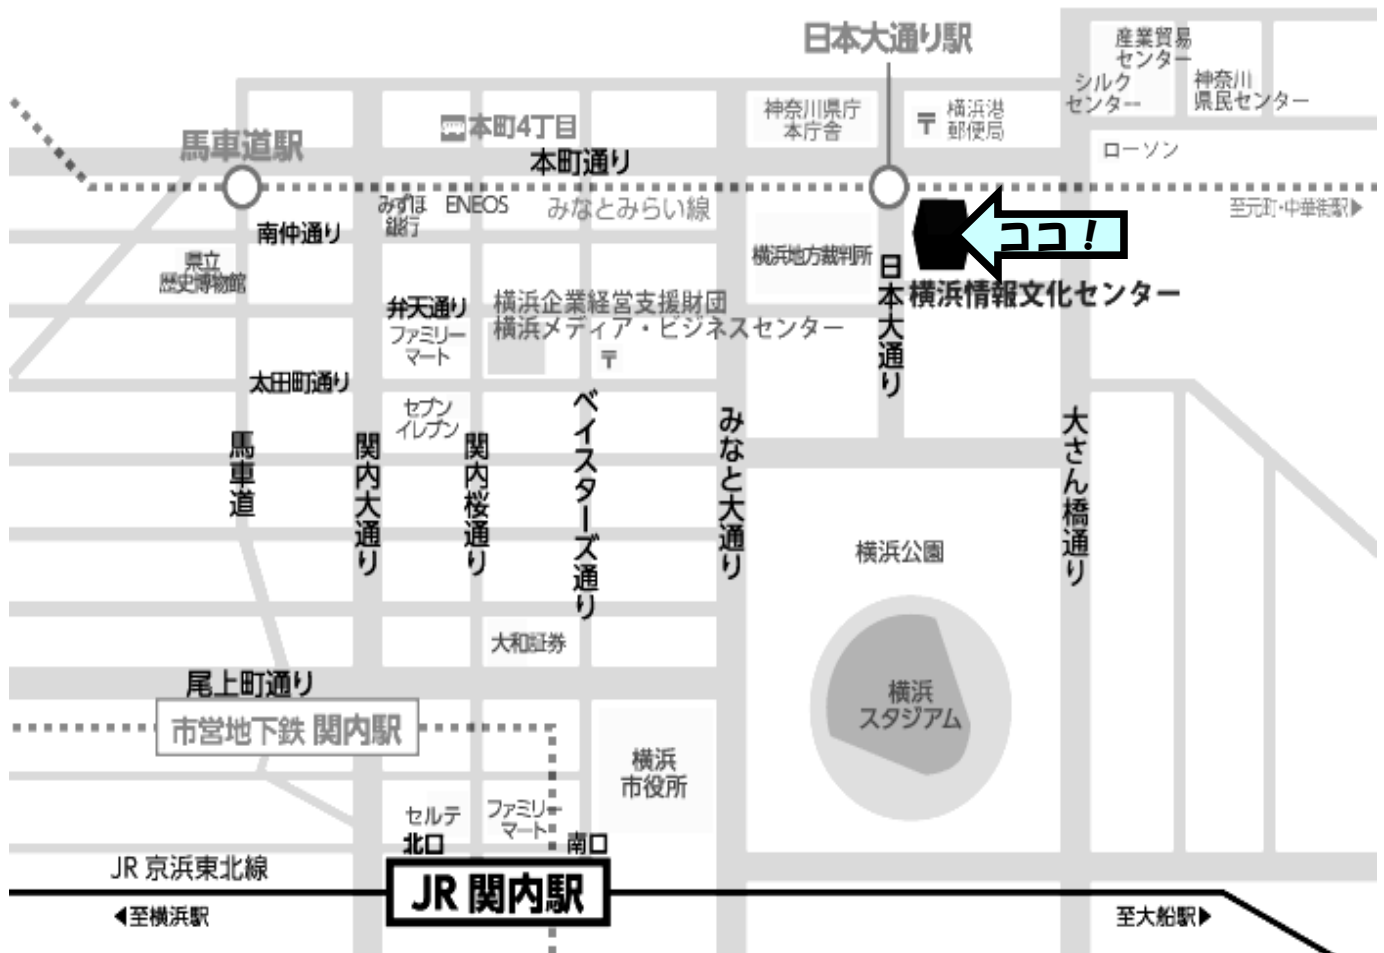 日本大通り駅
産業貿易
センター
シルク
センター
神奈川
県民センター
神奈川県庁
本庁舎
〒
横浜港
郵便局
本町4丁目
馬車道駅
本町通り
ローソン
みずほ
銀行
ENEOS
みなとみらい線
至元町・中華街駅▶
南仲通り
ココ！
県立
歴史博物館
横浜地方裁判所
日本大通り
横浜情報文化センター
弁天通り
横浜企業経営支援財団
横浜メディア・ビジネスセンター
ファミリー
マート
〒
太田町通り
セブン
イレブン
馬車道
関内大通り
関内桜通り
ベイスターズ通り
みなと大通り
大さん橋通り
横浜公園
大和証券
尾上町通り
横浜
スタジアム
市営地下鉄 関内駅
横浜
市役所
セルテ
ファミリー
マート
北口
南口
JR 京浜東北線
JR 関内駅
◀至横浜駅
至大船駅▶